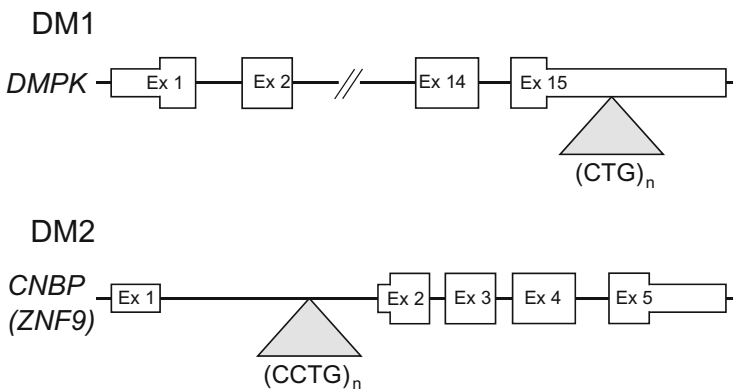 DM1
DMPK Ex 1 Ex 2 Ex 14 Ex 15
(CTG)n
DM2
CNBP
(ZNF9)
Ex 1 Ex 2 Ex 3 Ex 4 Ex 5
(CCTG)n